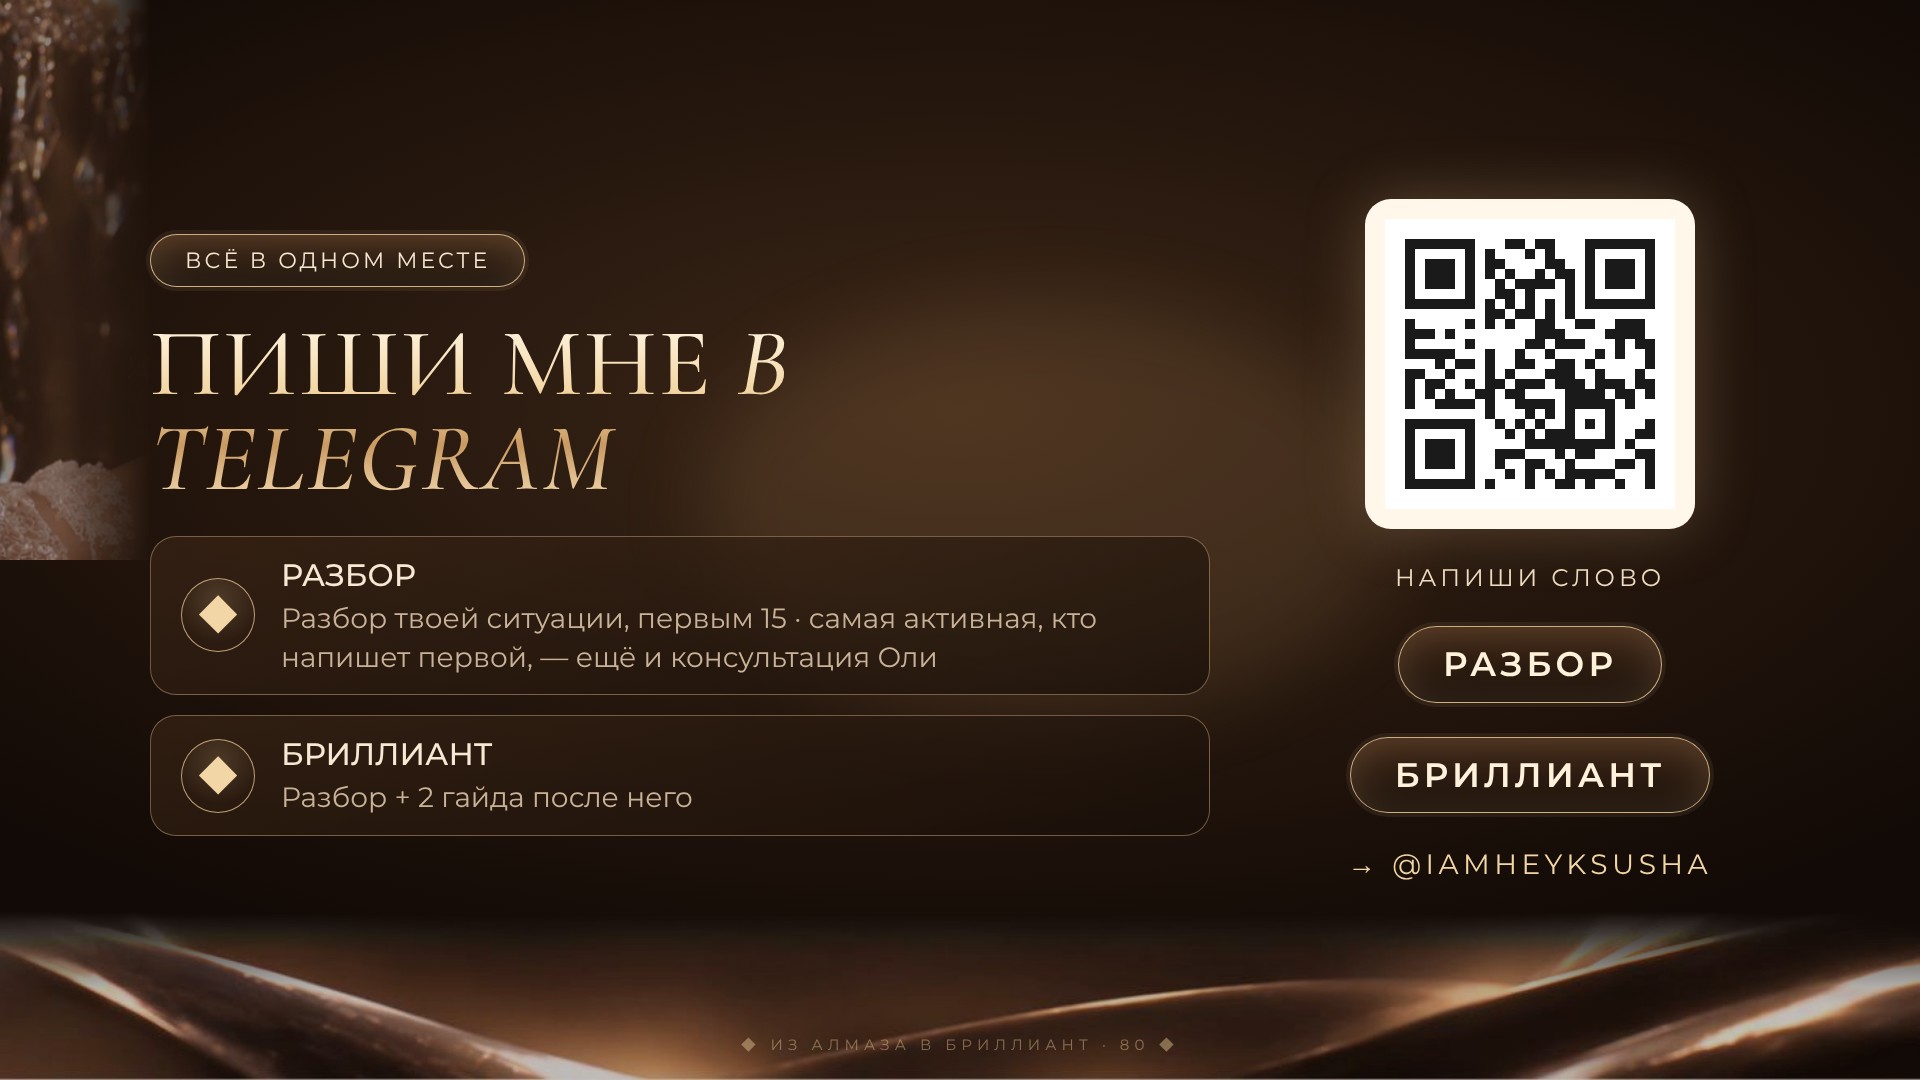 ВСЁ В ОДНОМ МЕСТЕ
ПИШИ МНЕ В
TELEGRAM
РАЗБОР
Разбор твоей ситуации, первым 15 · самая активная, кто
напишет первой, — ещё и консультация Оли
БРИЛЛИАНТ
Разбор + 2 гайда после него
НАПИШИ СЛОВО
РАЗБОР
БРИЛЛИАНТ
→ @IAMHEYKSUSHA
◆ ИЗ АЛМАЗА В БРИЛЛИАНТ · 80 ◆